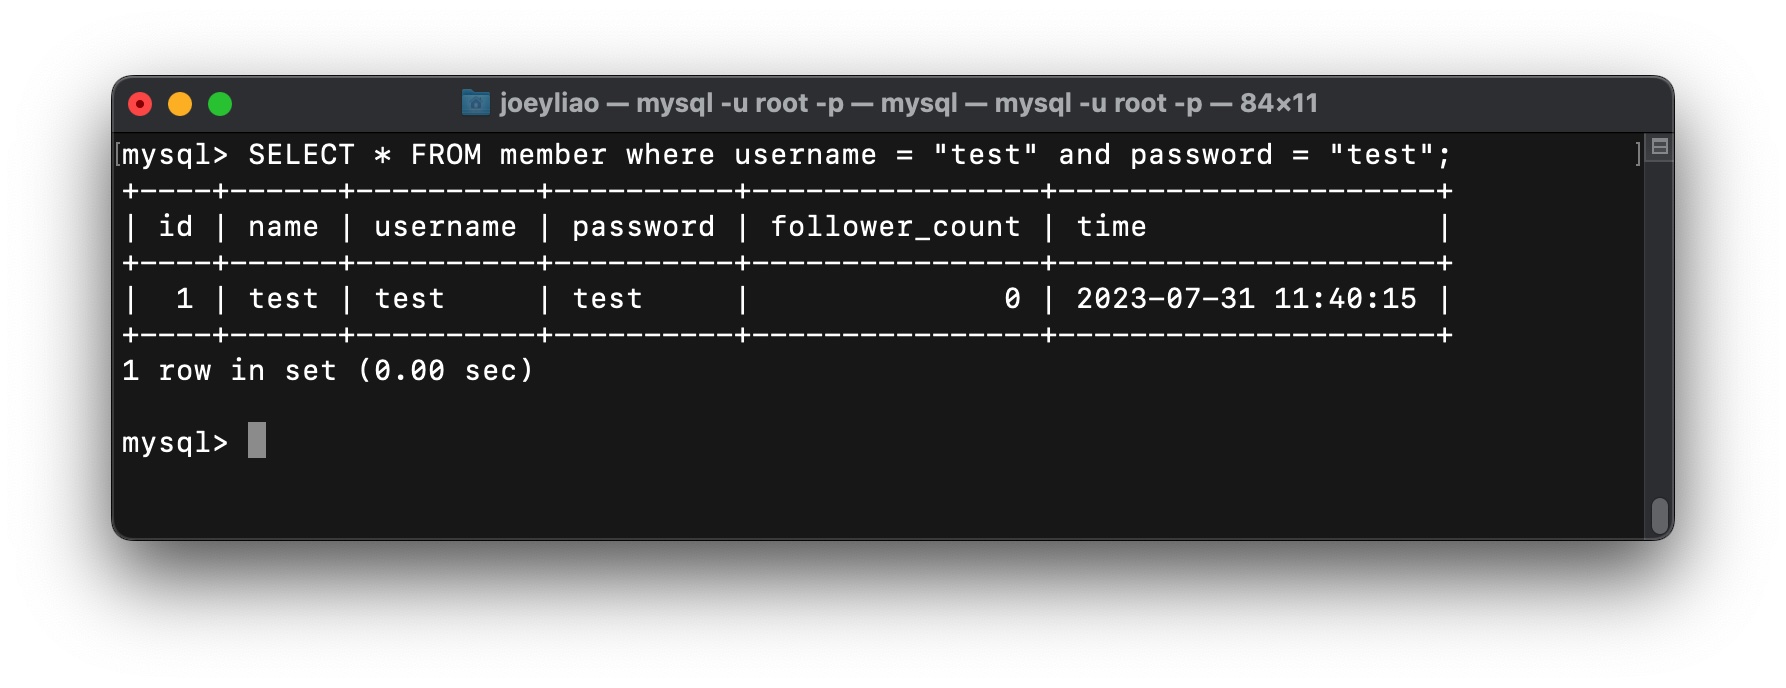 joeyliao — mysql -u root -p — mysql — mysql -u root -p — 84×11
mysql> SELECT * FROM member where username = "test" and password = "test";
+----+------+----------+----------+----------------+---------------------+
| id | name | username | password | follower_count | time                |
+----+------+----------+----------+----------------+---------------------+
|  1 | test | test     | test     |              0 | 2023-07-31 11:40:15 |
+----+------+----------+----------+----------------+---------------------+
1 row in set (0.00 sec)
mysql>